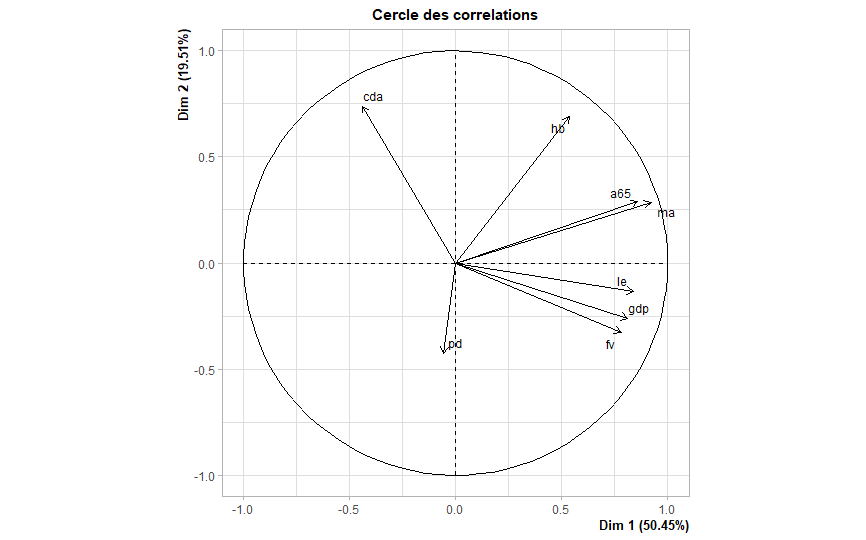 Cercle des correlations
Dim 2 (19.51%)
1.0
0.5
0.0
-0.5
-1.0
cda
hb
a65
ma
le
gdp
fv
pd
-1.0
-0.5
0.0
0.5
1.0
Dim 1 (50.45%)